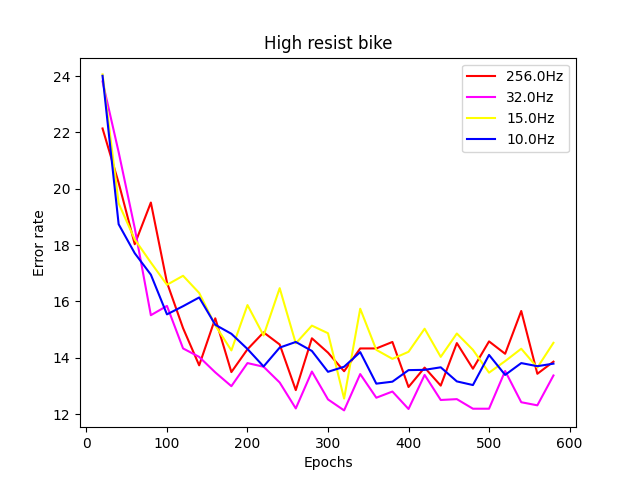 High resist bike
256.0Hz
32.0Hz
15.0Hz
10.0Hz
24
22
20
18
16
14
12
Error rate
0 100 200 300 400 500 600
Epochs